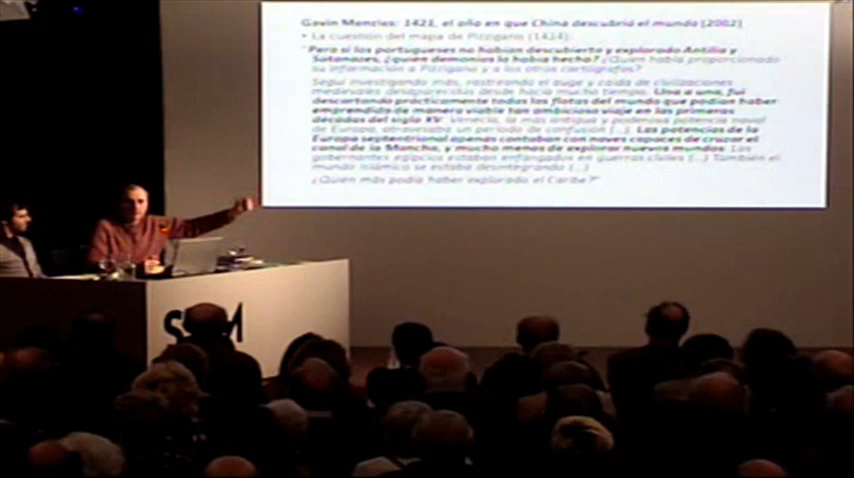 Gavin Menzies: 1421, el año en que China descubrió el mundo [2002]
• La cuestión del mapa de Pizzigano (1424):
"Pero si los portugueses no habían descubierto y explorado Antilia y
Satanazes, ¿quien demonios lo había hecho? ¿Quien había proporcionado
su información a Pizzigano y a los otros cartógrafos?
Seguí investigando más, rastreando el auge y caída de civilizaciones
medievales desaparecidas desde hacía mucho tiempo. Una a una, fui
descartando prácticamente todas las flotas del mundo que podían haber
emprendido de manera viable tan ambicioso viaje en las primeras
décadas del siglo XV. Venecia, la más antigua y poderosa potencia naval
de Europa, atravesaba un periodo de confusión (...). Las potencias de la
Europa septentrional apenas contaban con naves capaces de cruzar el
canal de la Mancha, y mucho menos de explorar nuevos mundos. Los
gobernantes egipcios estaban enfangados en guerras civiles (...) También el
mundo islámico se estaba desintegrando (...)
¿Quien más podía haber explorado el Caribe?"